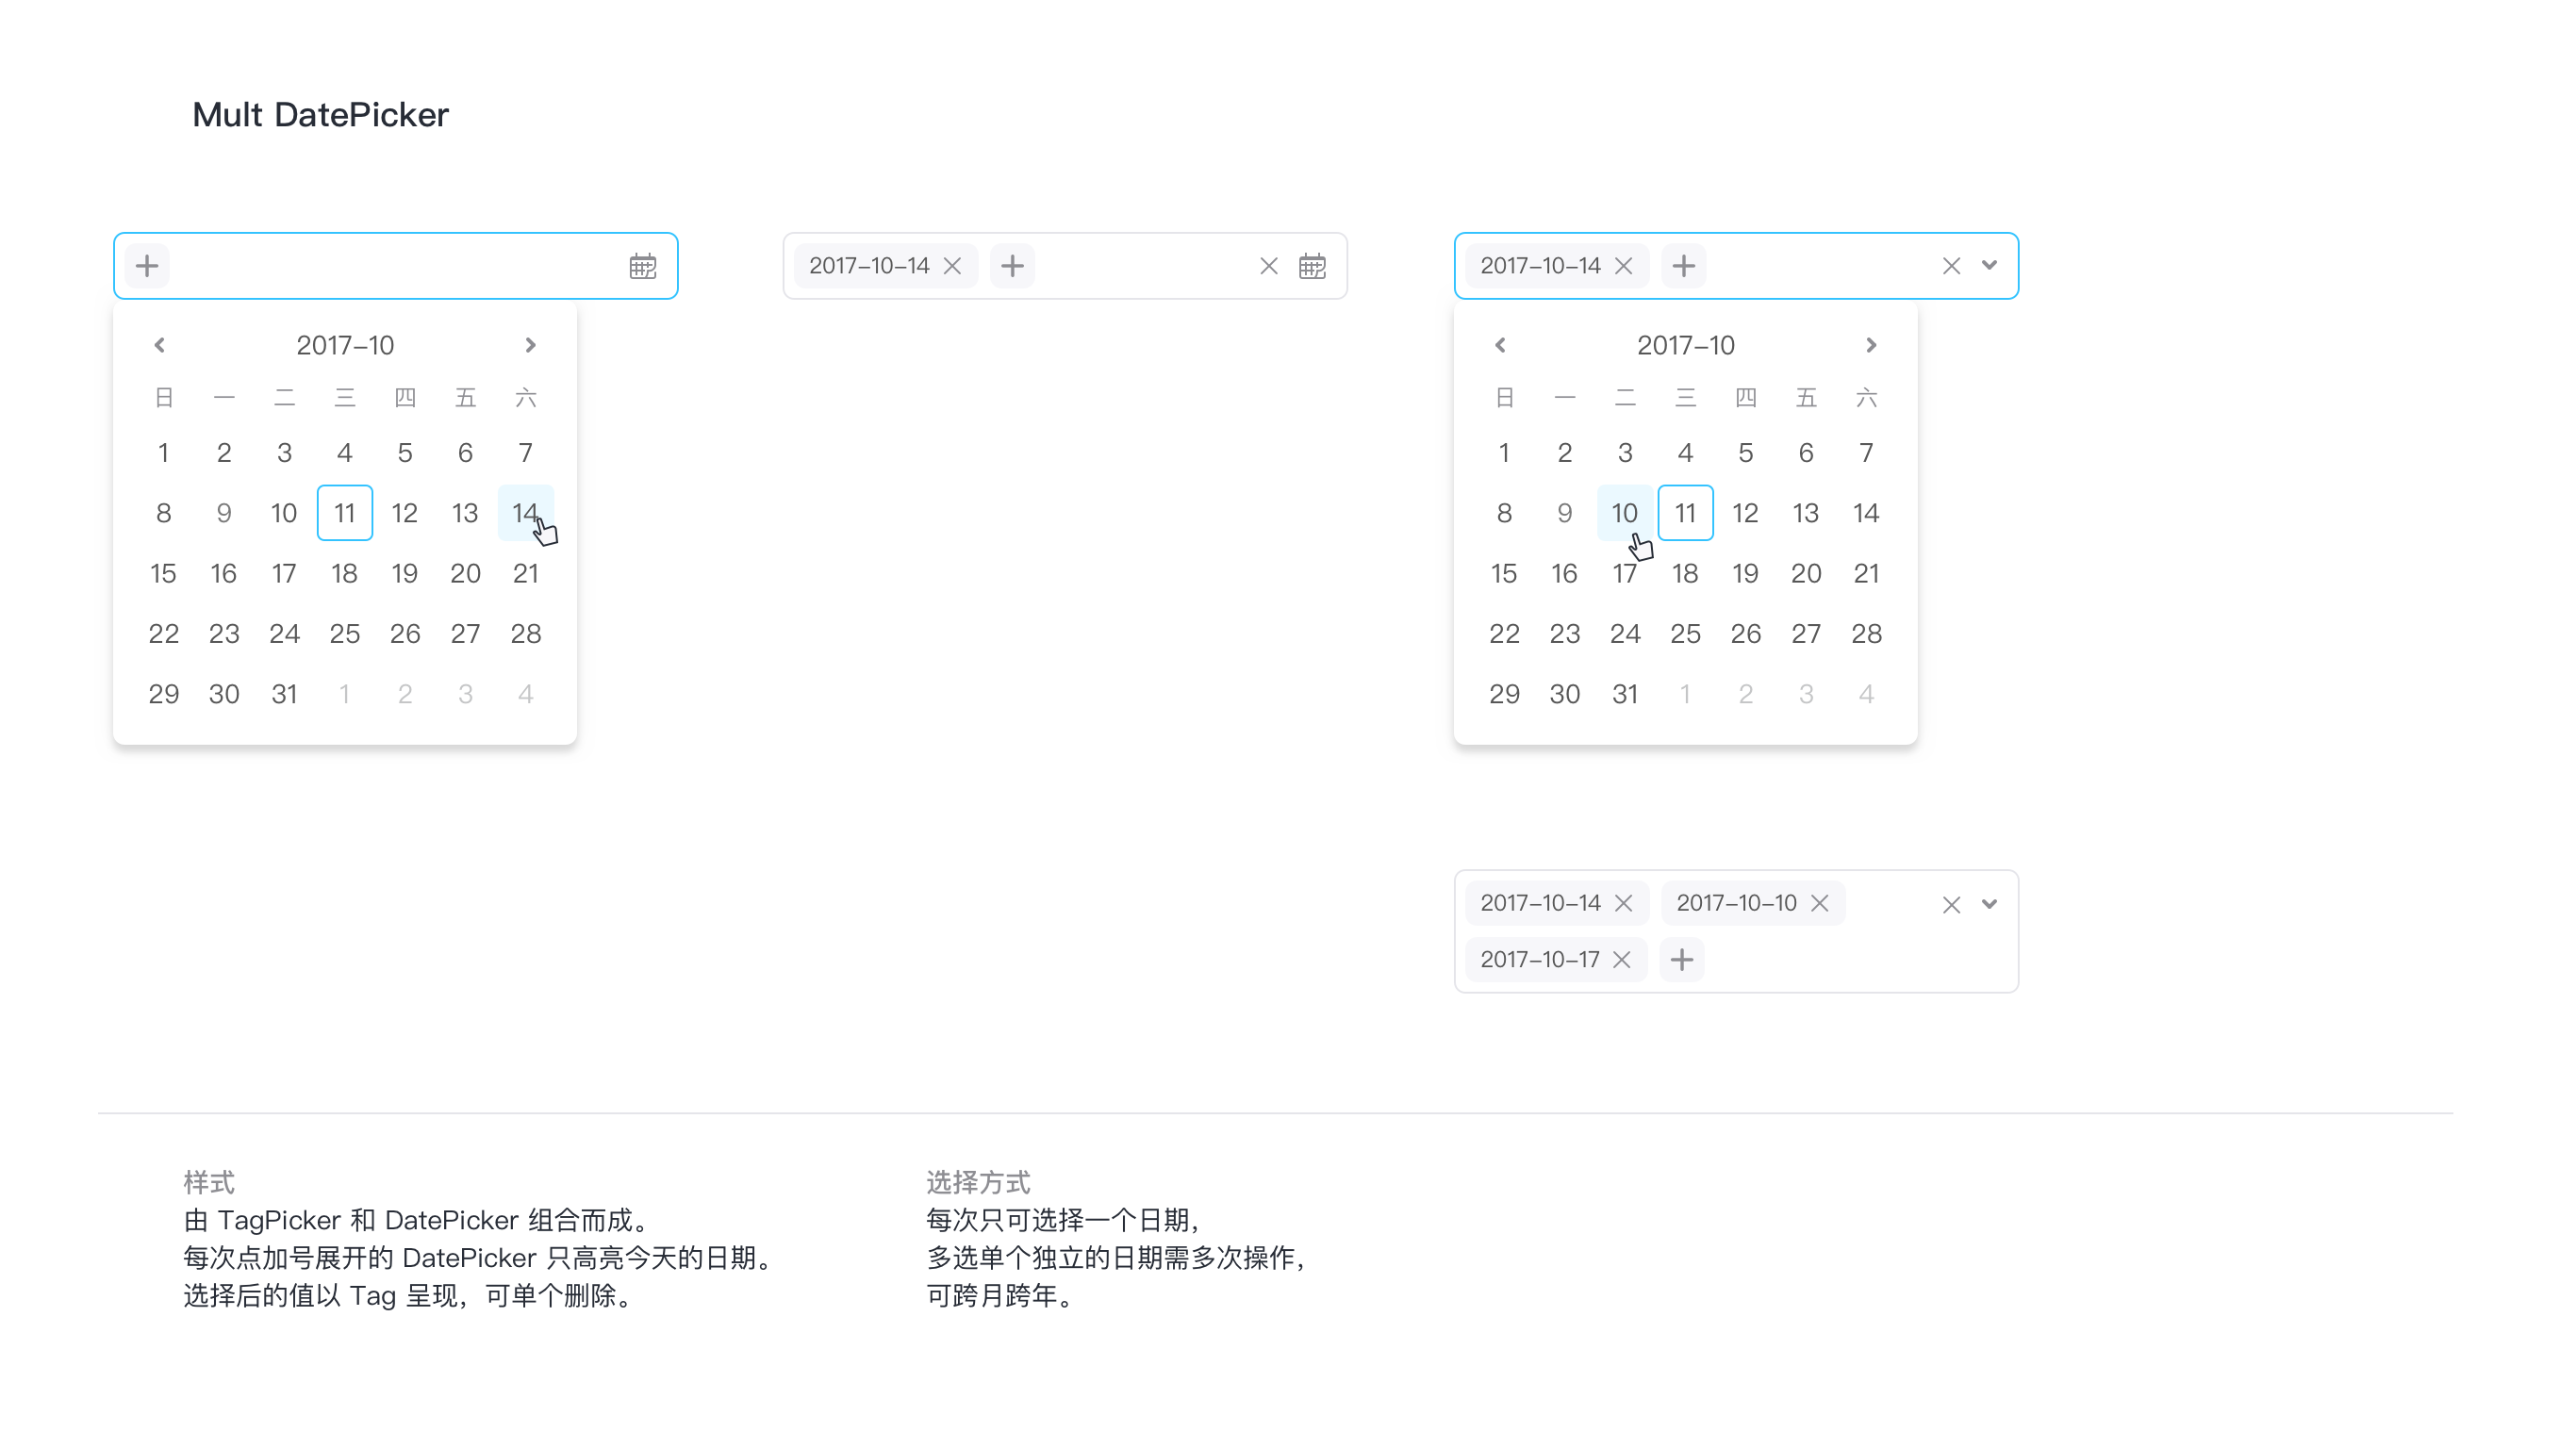 Mult DatePicker
2017-10
日 一 二 三 四 五 六
1 2 3 4 5 6 7
8 9 10 11 12 13 14
15 16 17 18 19 20 21
22 23 24 25 26 27 28
29 30 31 1 2 3 4
2017-10-14
2017-10-14
2017-10
日 一 二 三 四 五 六
1 2 3 4 5 6 7
8 9 10 11 12 13 14
15 16 17 18 19 20 21
22 23 24 25 26 27 28
29 30 31 1 2 3 4
2017-10-14 2017-10-10
2017-10-17
样式
由 TagPicker 和 DatePicker 组合而成。
每次点加号展开的 DatePicker 只高亮今天的日期。
选择后的值以 Tag 呈现，可单个删除。
选择方式
每次只可选择一个日期，
多选单个独立的日期需多次操作，
可跨月跨年。